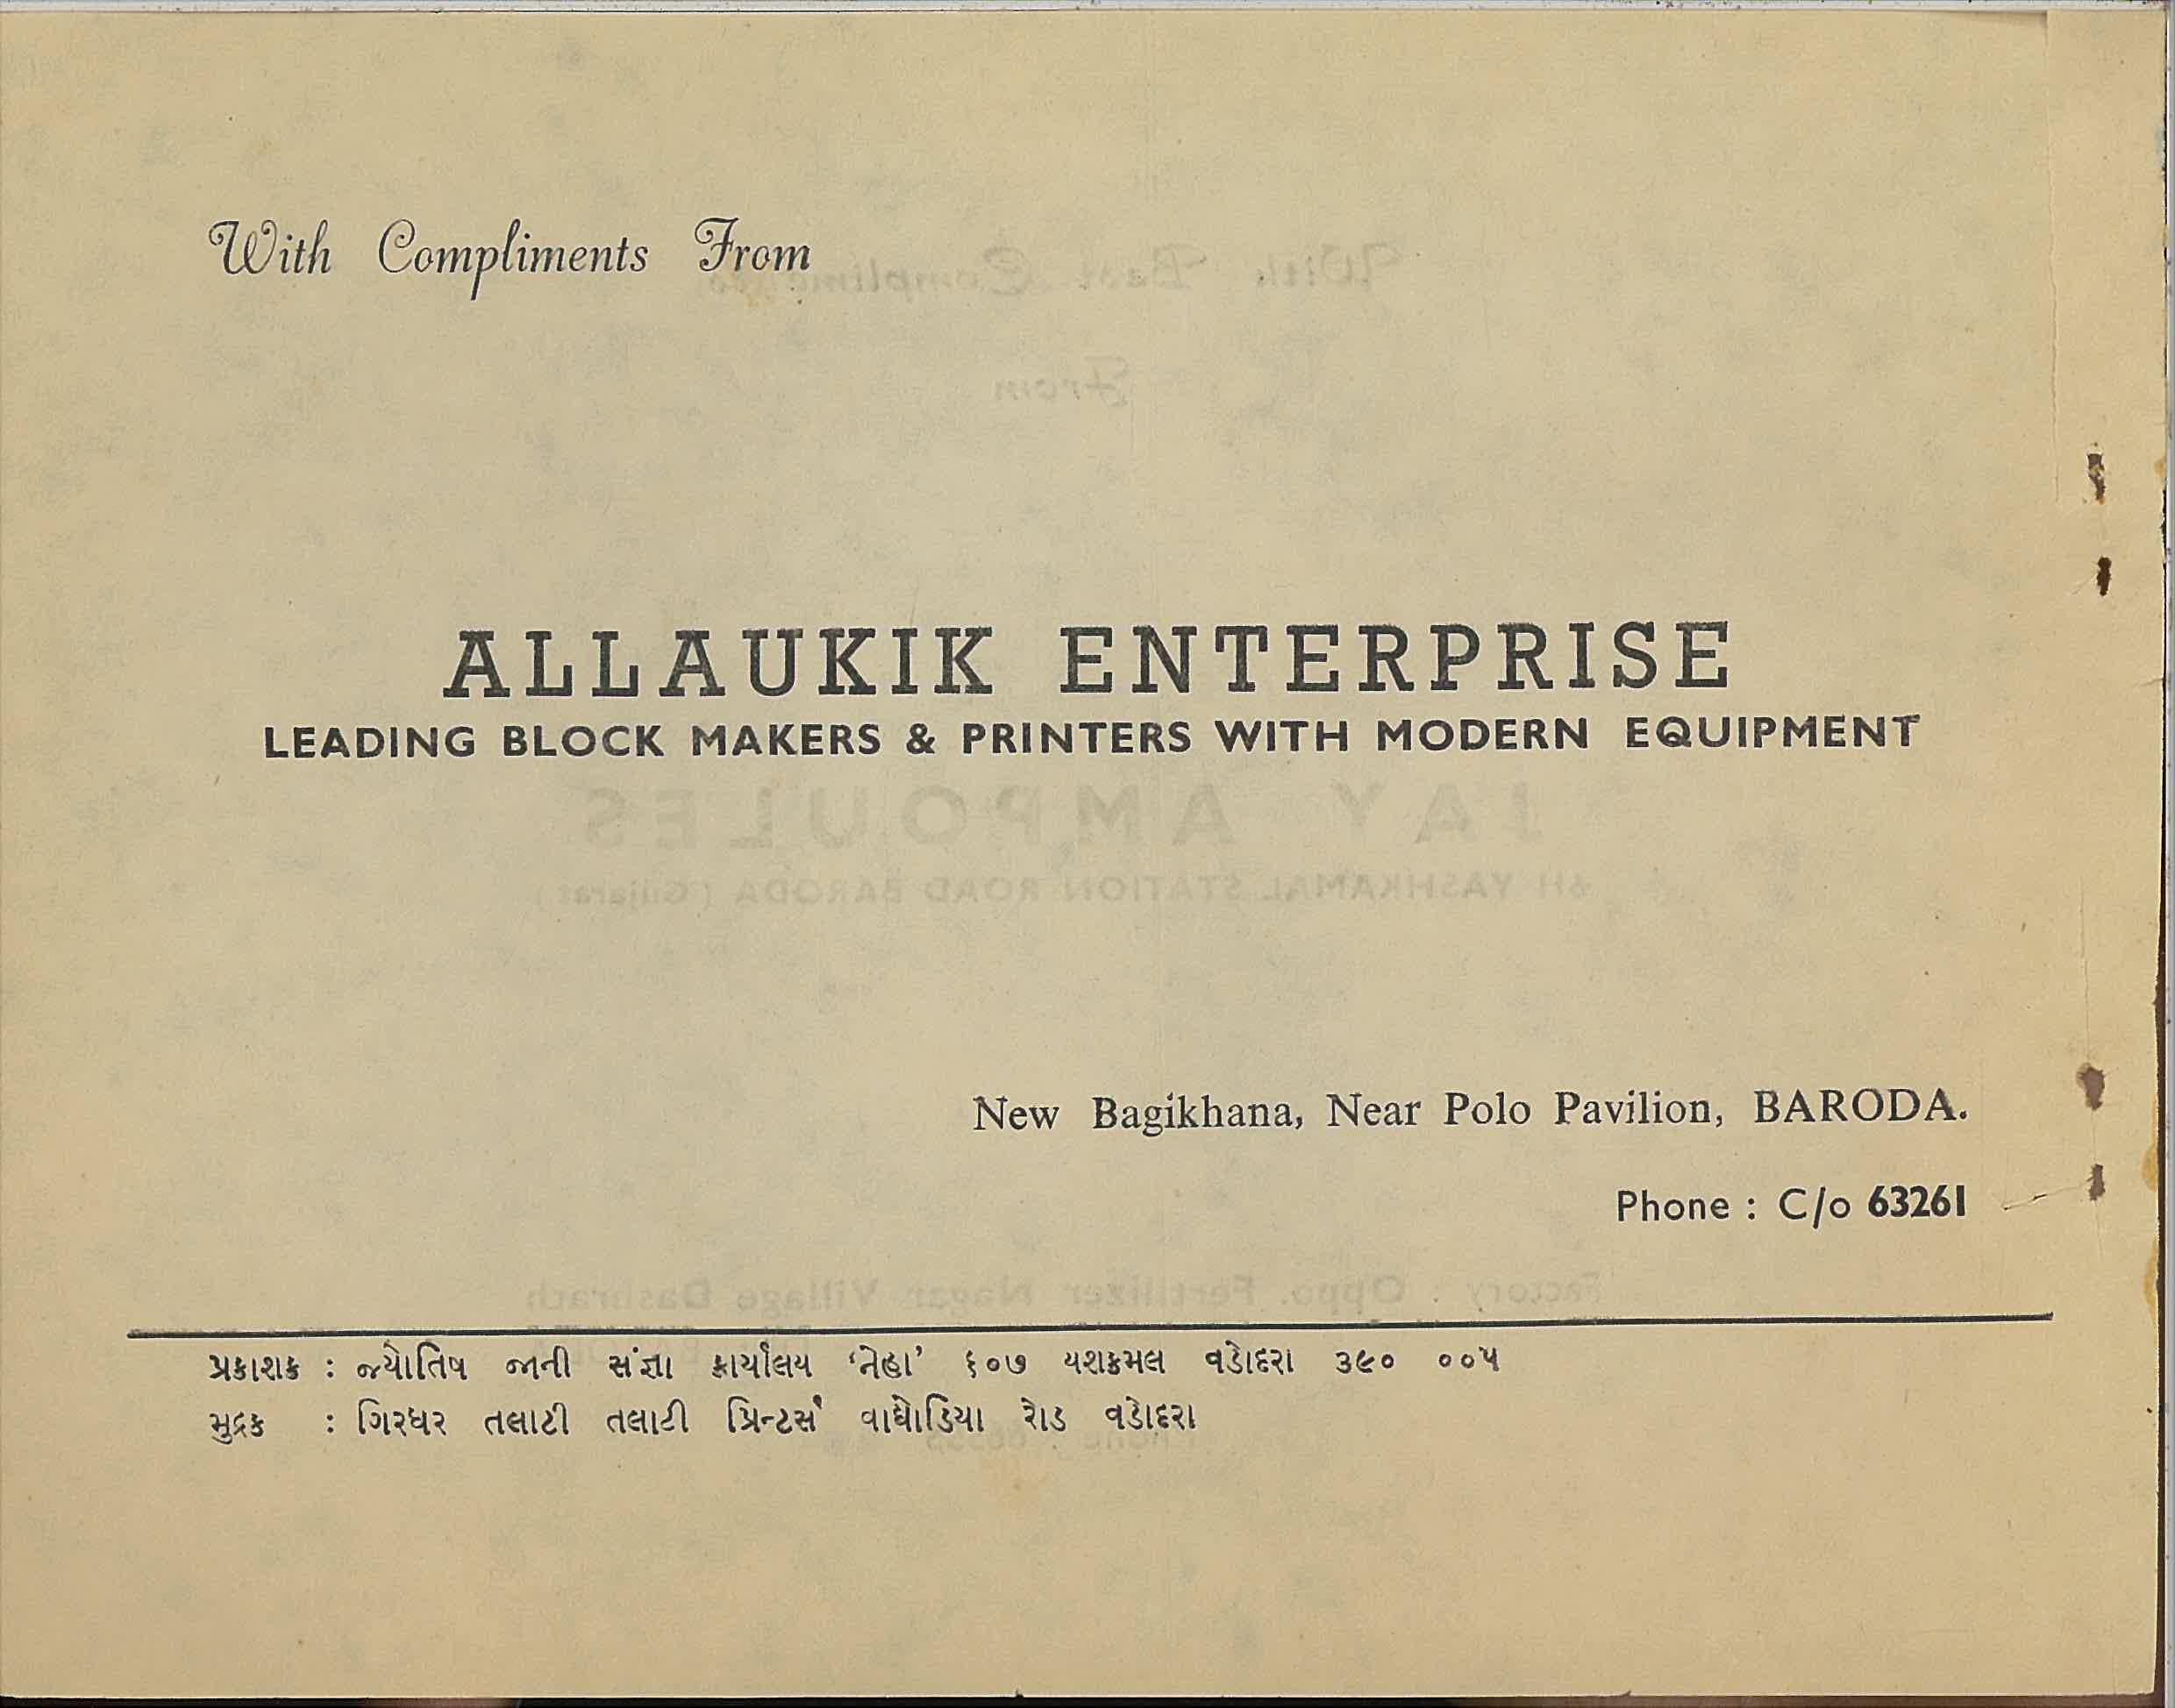 With Compliments From
ALLAUKIK ENTERPRISE
LEADING BLOCK MAKERS & PRINTERS WITH MODERN EQUIPMENT
New Bagikhana, Near Polo Pavilion, BARODA.
Phone : C/o 63261
પ્રકાશક : જ્યોતિષ જાની સંજ્ઞા કાર્યાલય ‘નેહા’ ૬૦૭ યશકમલ વડોદરા ૩૯૦ ૦૦૫
મુદ્રક : ગિરધર તલાટી તલાટી પ્રિન્ટર્સ વાઘોડિયા રોડ વડોદરા